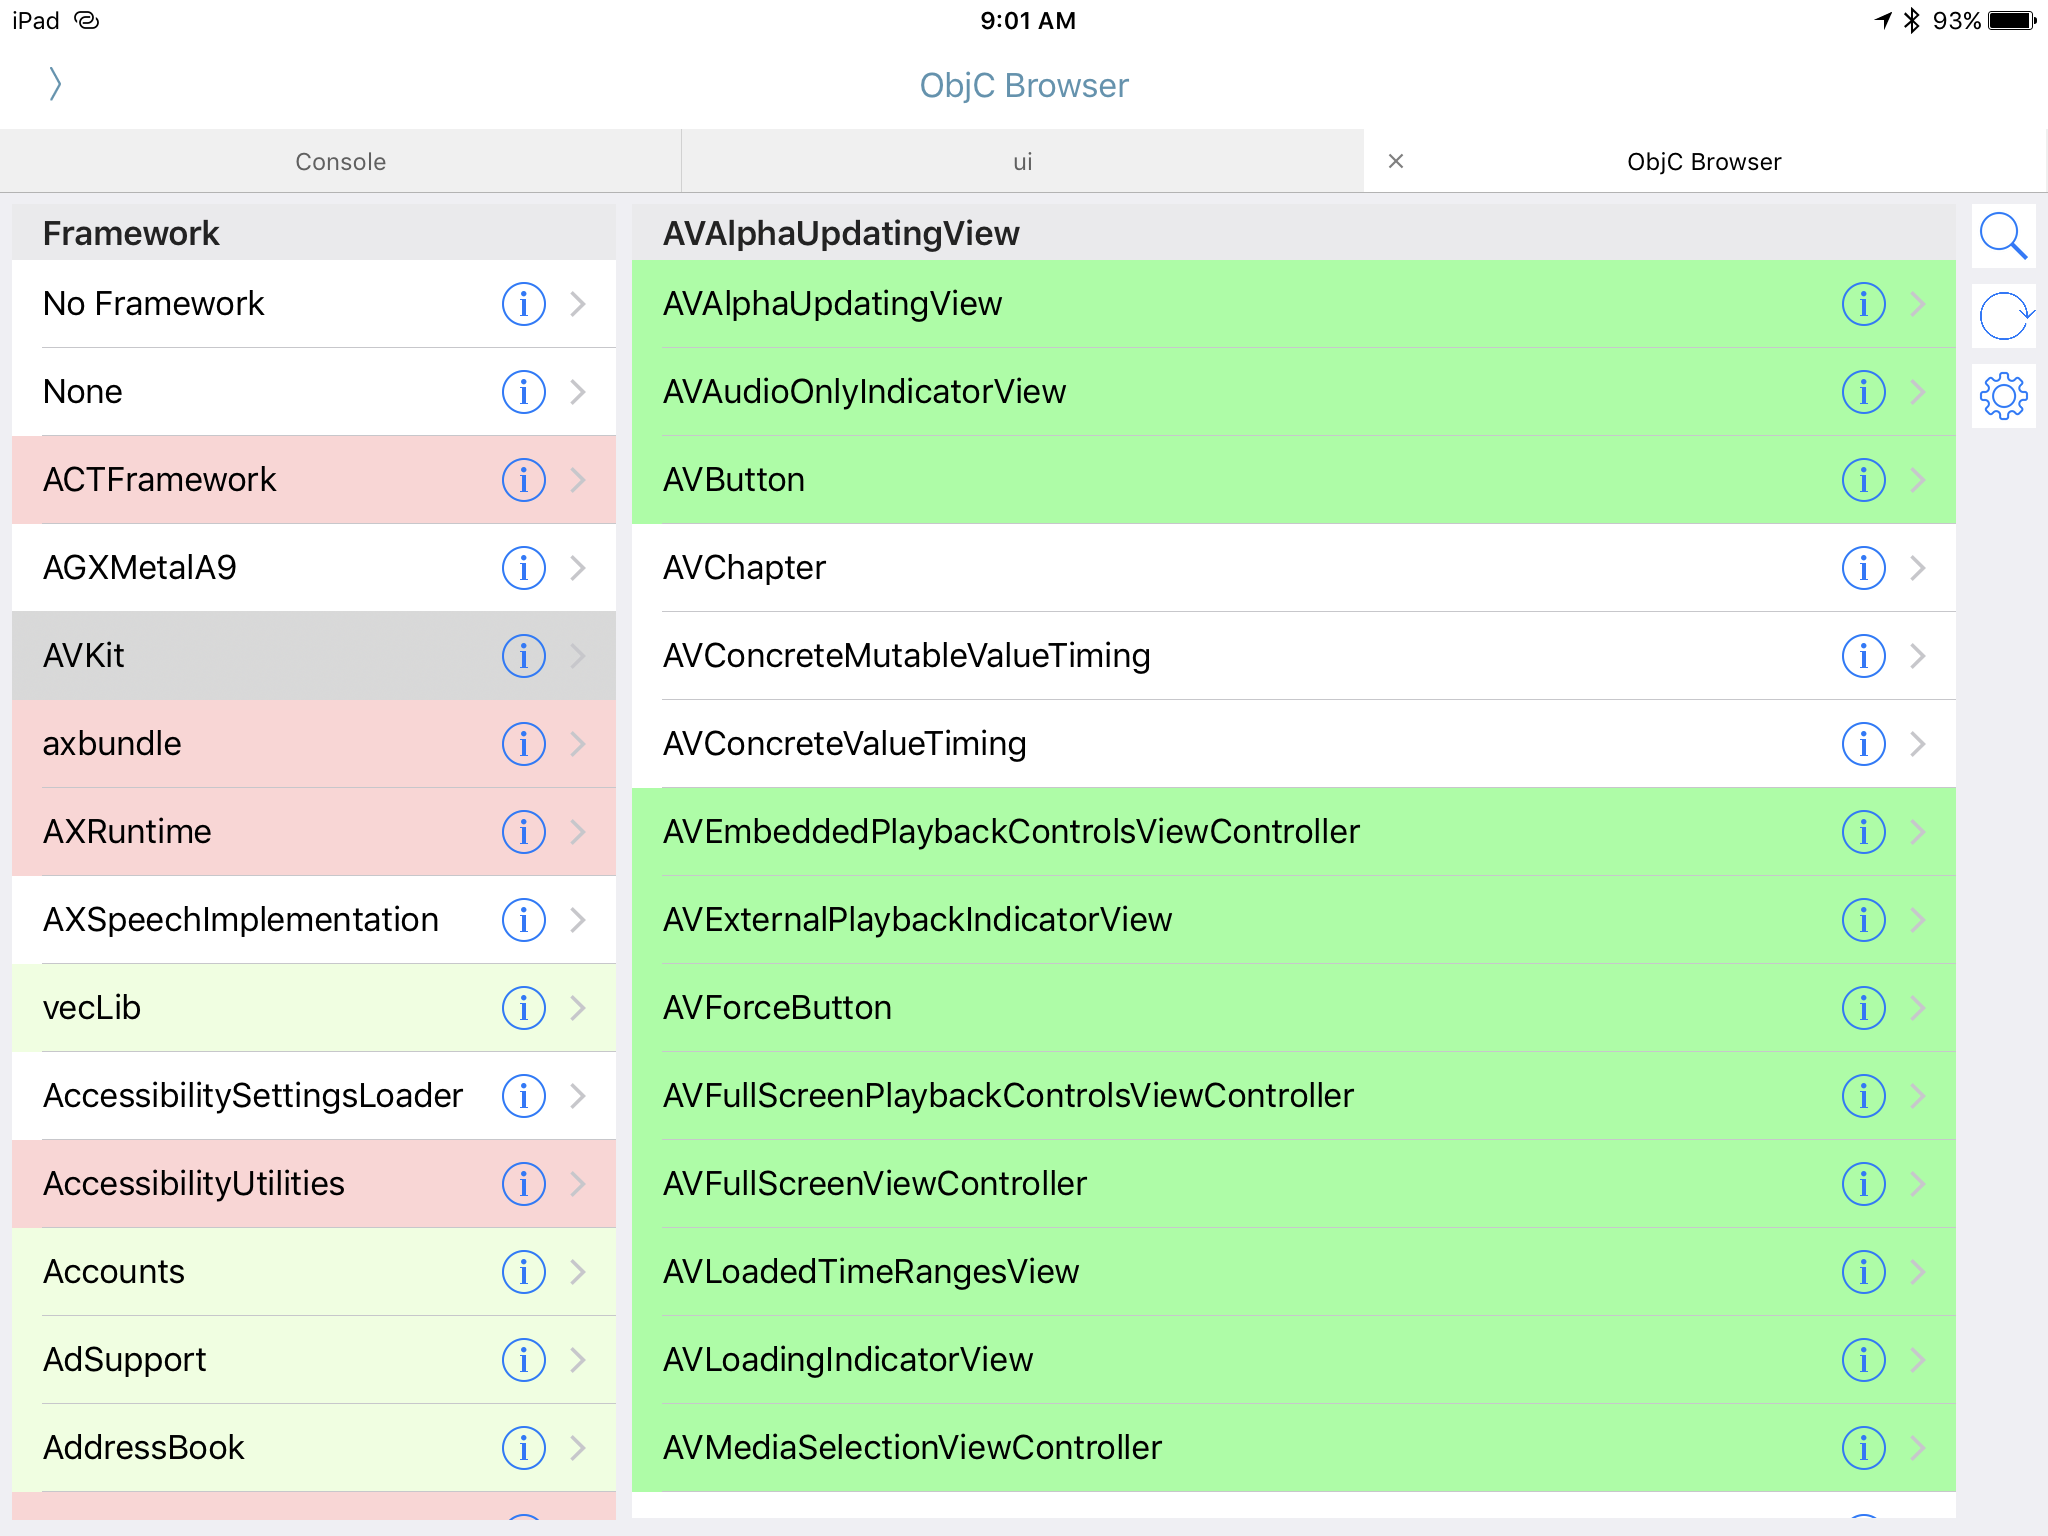 iPad 9:01 AM 93%
ObjC Browser
Console ui × ObjC Browser
Framework
No Framework
None
ACTFramework
AGXMetalA9
AVKit
axbundle
AXRuntime
AXSpeechImplementation
vecLib
AccessibilitySettingsLoader
AccessibilityUtilities
Accounts
AdSupport
AddressBook
AVAlphaUpdatingView
AVAlphaUpdatingView
AVAudioOnlyIndicatorView
AVButton
AVChapter
AVConcreteMutableValueTiming
AVConcreteValueTiming
AVEmbeddedPlaybackControlsViewController
AVExternalPlaybackIndicatorView
AVForceButton
AVFullScreenPlaybackControlsViewController
AVFullScreenViewController
AVLoadedTimeRangesView
AVLoadingIndicatorView
AVMediaSelectionViewController